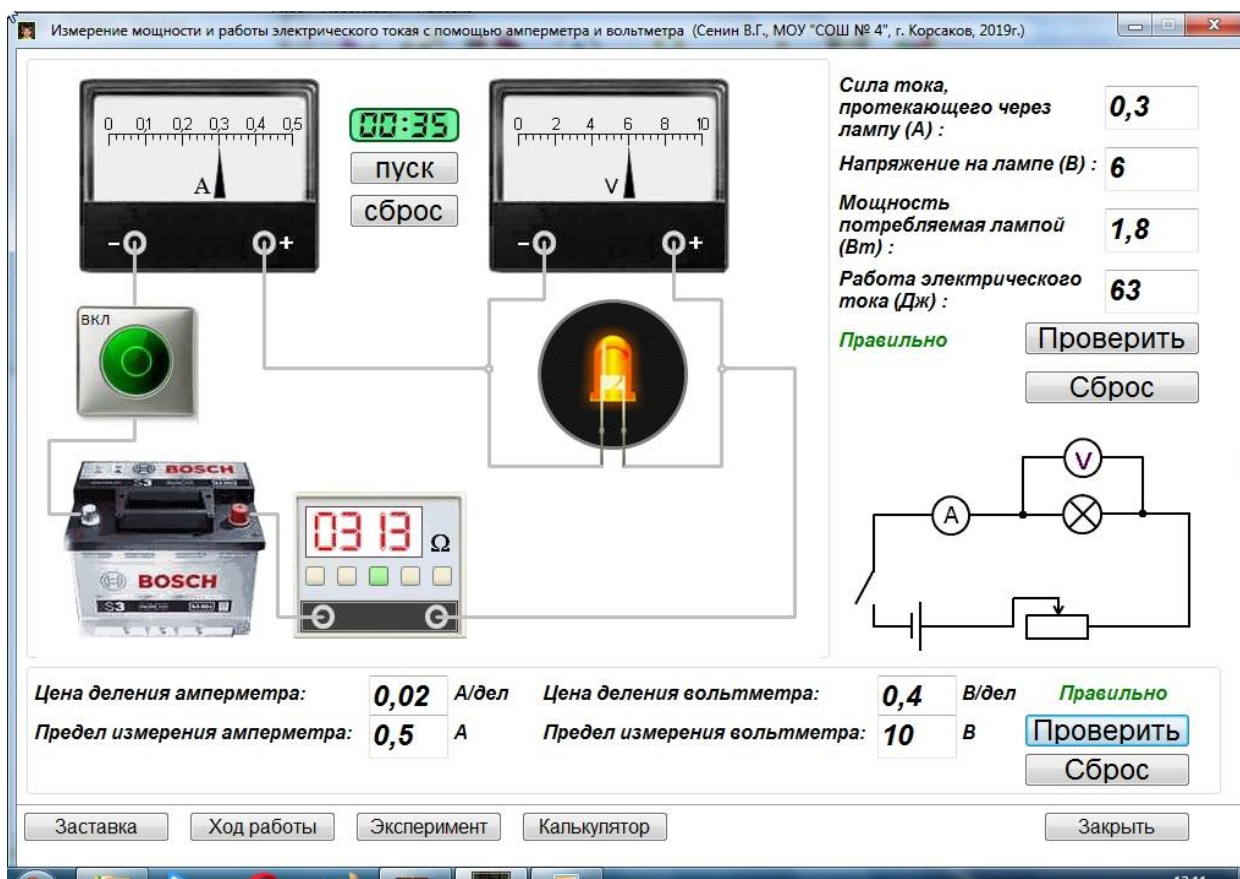 Измерение мощности и работы электрического токая с помощью амперметра и вольтметра (Сенин В.Г., МОУ "СОШ № 4", г. Корсаков, 2019г.)
0 0,1 0,2 0,3 0,4 0,5
A
- +
00:35
пуск
сброс
0 2 4 6 8 10
V
- +
Сила тока,
протекающего через
лампу (А) :
0,3
Напряжение на лампе (В) :
6
Мощность
потребляемая лампой
(Вт) :
1,8
Работа электрического
тока (Дж) :
63
Правильно
Проверить
Сброс
ВКЛ
BOSCH
S3
BOSCH
S3
0313 Ω
V
A
Цена деления амперметра: 0,02 А/дел Цена деления вольтметра: 0,4 В/дел Правильно
Предел измерения амперметра: 0,5 А Предел измерения вольтметра: 10 В Проверить
Сброс
Заставка Ход работы Эксперимент Калькулятор Закрыть